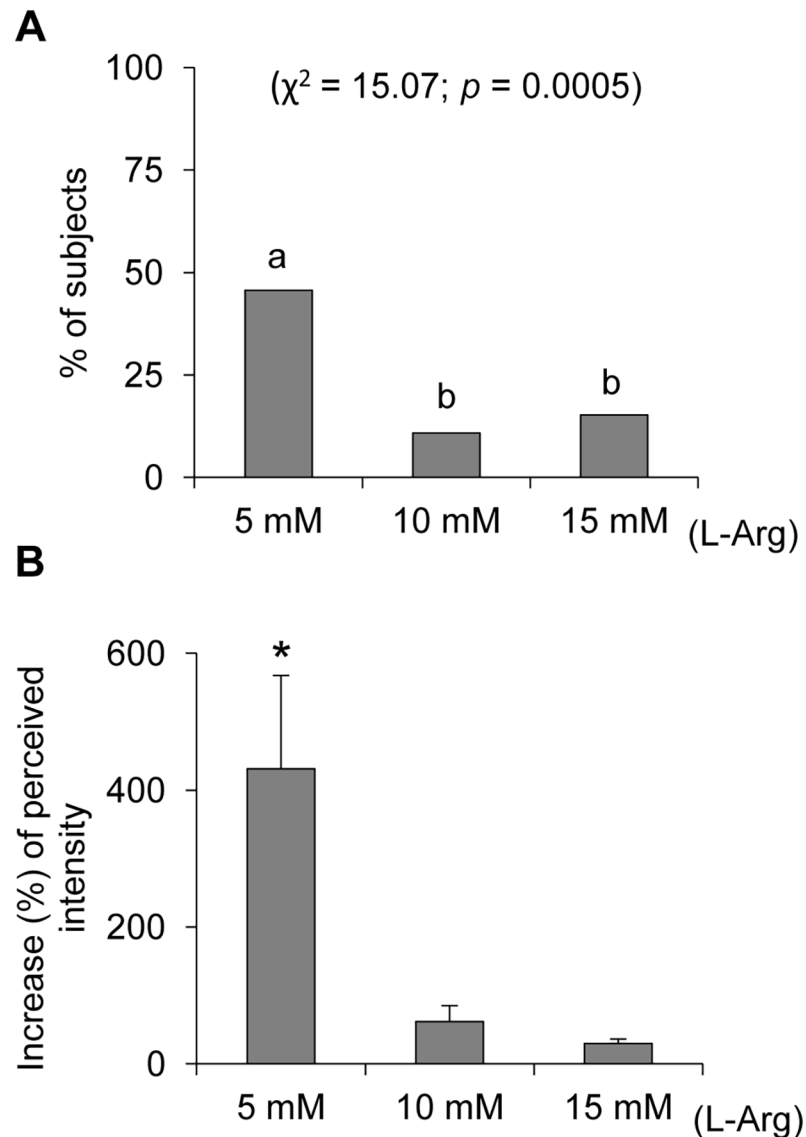 A
100
(χ² = 15.07; p = 0.0005)
75
% of subjects
50
a
25
b
b
0
5 mM 10 mM 15 mM (L-Arg)
B
600
*
Increase (%) of perceived
intensity
400
200
0
5 mM 10 mM 15 mM (L-Arg)